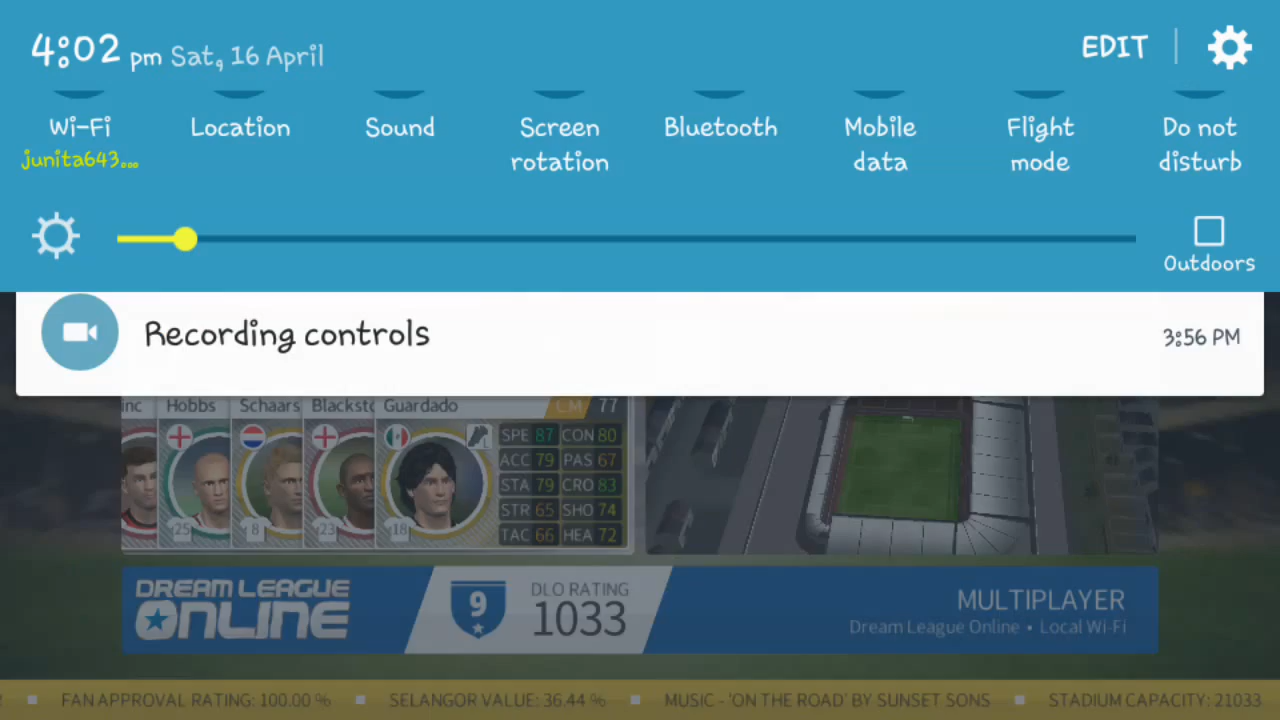 4:02 pm Sat, 16 April EDIT
Wi-Fi Location Sound Screen rotation Bluetooth Mobile data Flight mode Do not disturb
junita643...
Outdoors
Recording controls 3:56 PM
inc Hobbs Schaars Blackstc Guardado CM 77
SPE 87 CON 80
ACC 79 PAS 67
STA 79 CRO 83
STR 65 SHO 74
TAC 66 HEA 72
25 8 23 18 L
DREAM LEAGUE
ONLINE
9
DLO RATING
1033
MULTIPLAYER
Dream League Online • Local Wi-Fi
FAN APPROVAL RATING: 100.00 % SELANGOR VALUE: 36.44 % MUSIC - 'ON THE ROAD' BY SUNSET SONS STADIUM CAPACITY: 21033